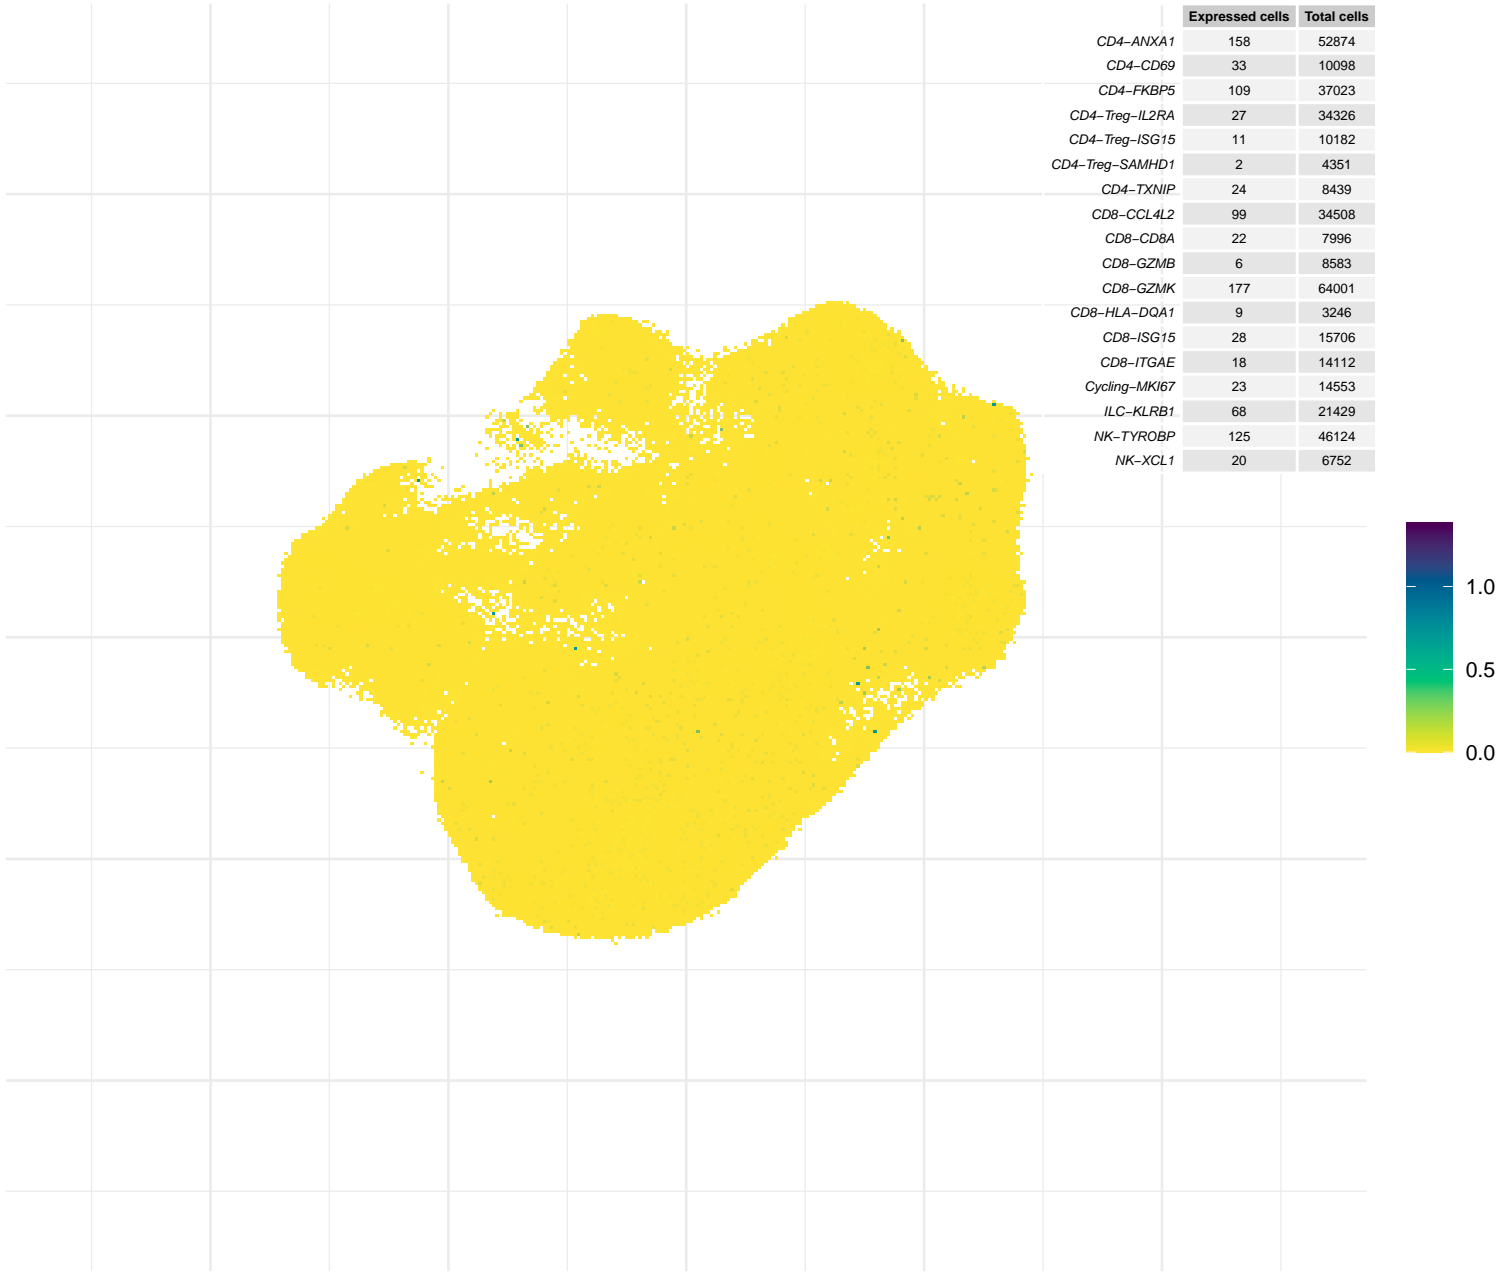 Expressed cells Total cells
CD4−ANXA1 158 52874
CD4−CD69 33 10098
CD4−FKBP5 109 37023
CD4−Treg−IL2RA 27 34326
CD4−Treg−ISG15 11 10182
CD4−Treg−SAMHD1 2 4351
CD4−TXNIP 24 8439
CD8−CCL4L2 99 34508
CD8−CD8A 22 7996
CD8−GZMB 6 8583
CD8−GZMK 177 64001
CD8−HLA−DQA1 9 3246
CD8−ISG15 28 15706
CD8−ITGAE 18 14112
Cycling−MKI67 23 14553
ILC−KLRB1 68 21429
NK−TYROBP 125 46124
NK−XCL1 20 6752
1.0
0.5
0.0